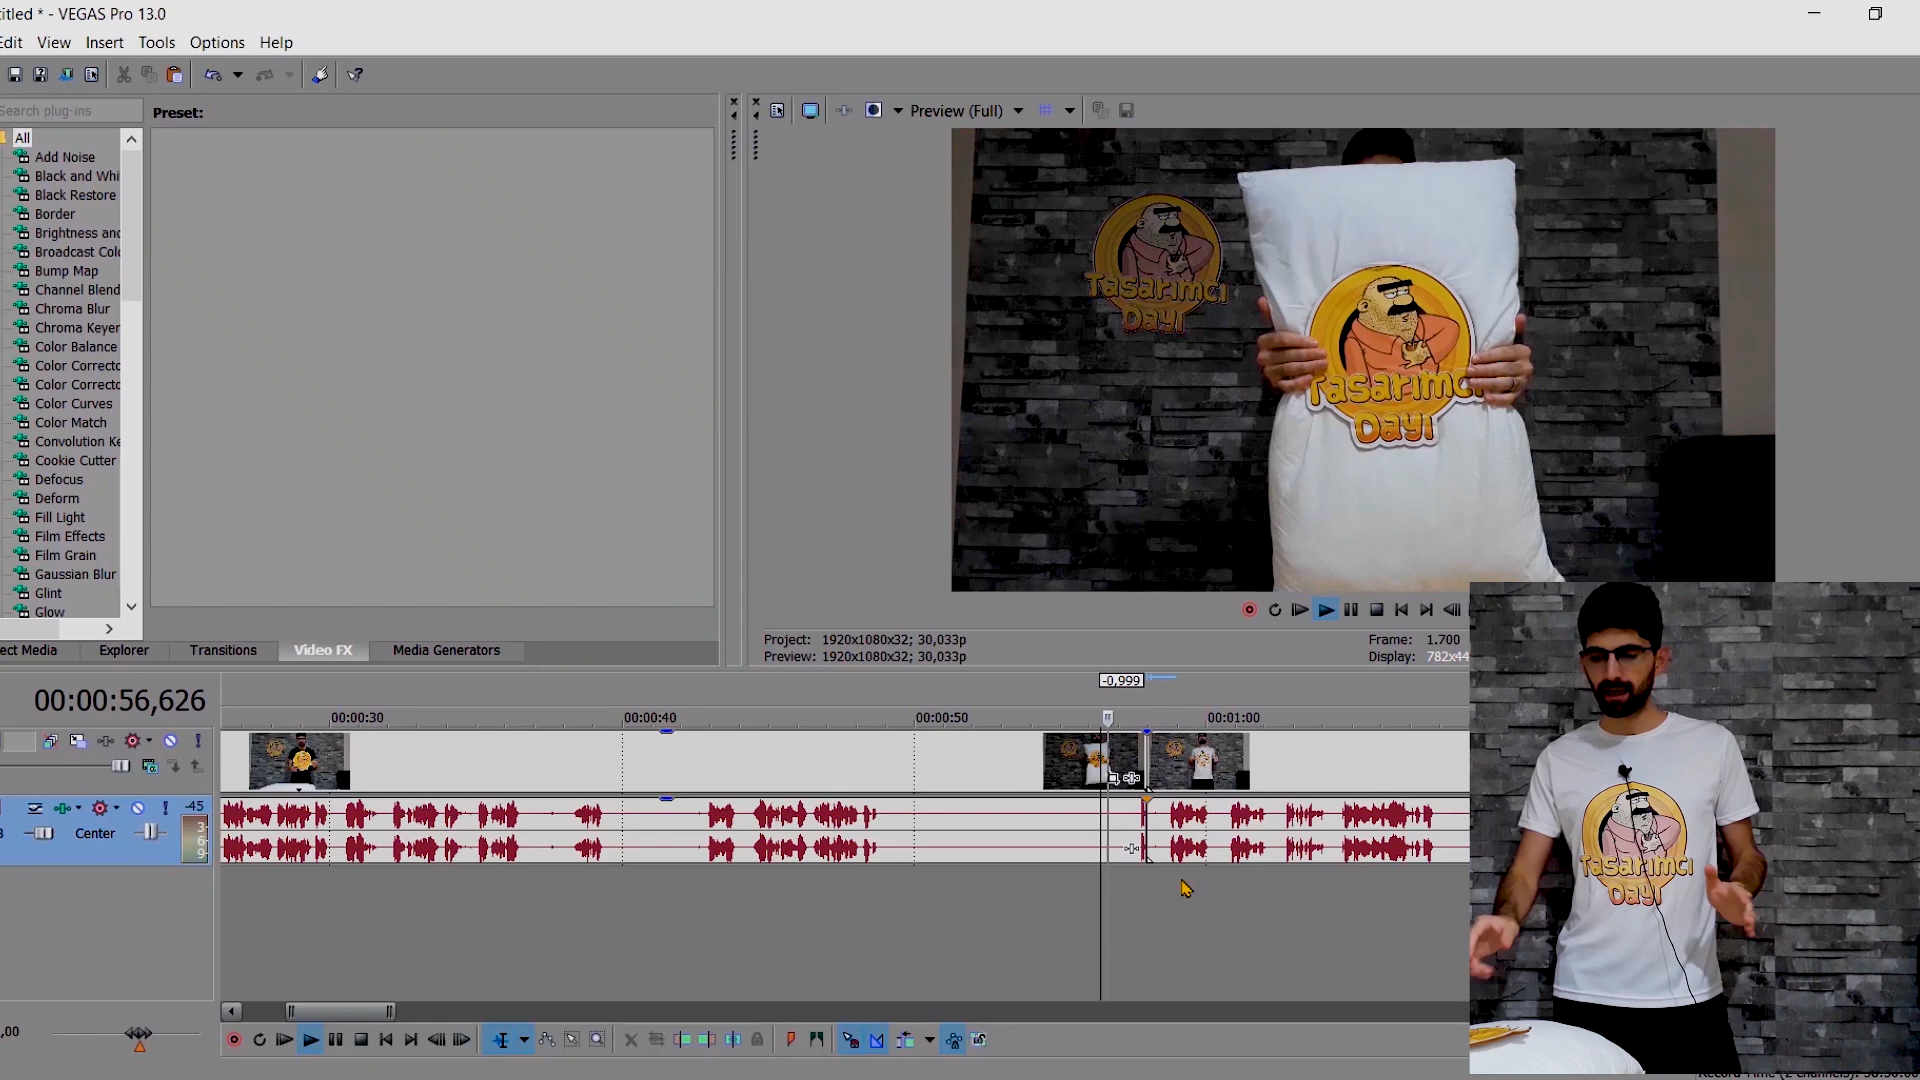 titled * - VEGAS Pro 13.0
Edit View Insert Tools Options Help
Search plug-ins
Preset:
Preview (Full)
All
Add Noise
Black and Whi
Black Restore
Border
Brightness and
Broadcast Colo
Bump Map
Channel Blend
Chroma Blur
Chroma Keyer
Color Balance
Color Correcto
Color Correcto
Color Curves
Color Match
Convolution Ke
Cookie Cutter
Defocus
Deform
Fill Light
Film Effects
Film Grain
Gaussian Blur
Glint
Glow
Tasarımcı
Dayı
Tasarımcı
Dayı
ect Media Explorer Transitions Video FX Media Generators
Project: 1920x1080x32; 30,033p
Preview: 1920x1080x32; 30,033p
Frame: 1.700
Display: 782x44
00:00:56,626
-0,999
00:00:30 00:00:40 00:00:50 00:01:00
-45
3
6
9
Center
,00
Tasarımcı
Dayı